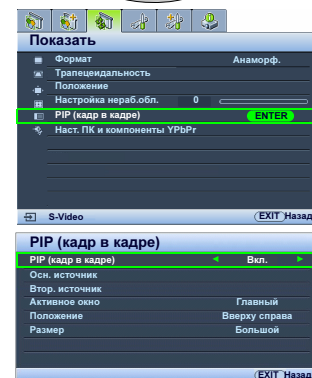 Показать
Формат Анаморф.
Трапецеидальность
Положение
Настройка нераб.обл. 0
PIP (кадр в кадре) ENTER
Наст. ПК и компоненты YPbPr
S-Video EXIT Назад
PIP (кадр в кадре)
PIP (кадр в кадре) Вкл.
Осн. источник
Втор. источник
Активное окно Главный
Положение Вверху справа
Размер Большой
EXIT Назад